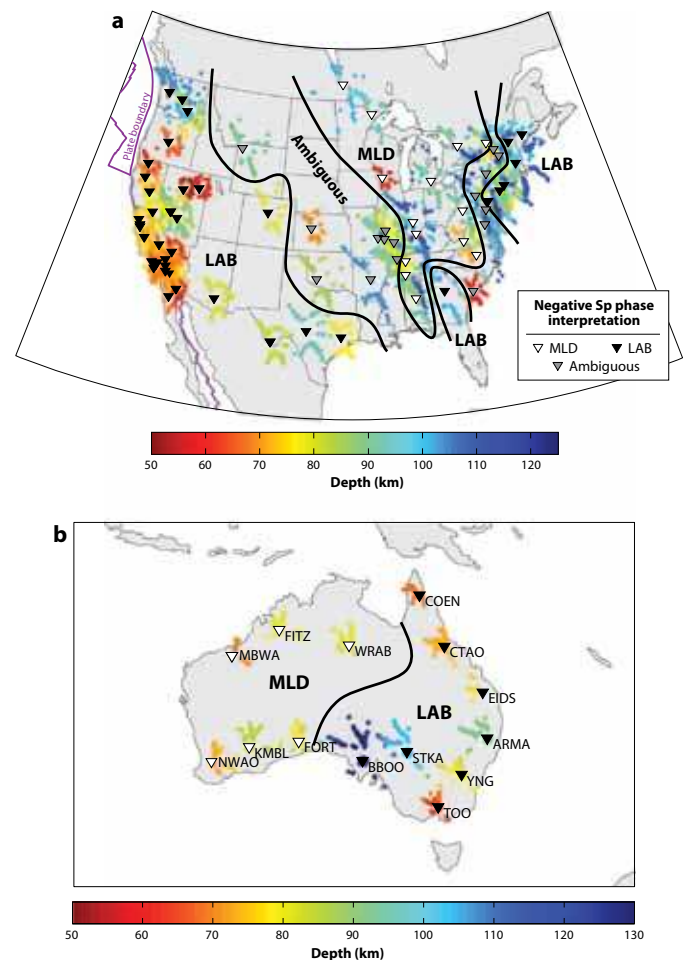 a
Plate boundary
Ambiguous
MLD
LAB
LAB
LAB
Negative Sp phase
interpretation
MLD LAB
Ambiguous
50 60 70 80 90 100 110 120
Depth (km)
b
COEN
FITZ
CTAO
MBWA
WRAB
MLD
EIDS
LAB
ARMA
FORT
KMBL
STKA
NWAO
BBOO
YNG
TOO
50 60 70 80 90 100 110 120 130
Depth (km)